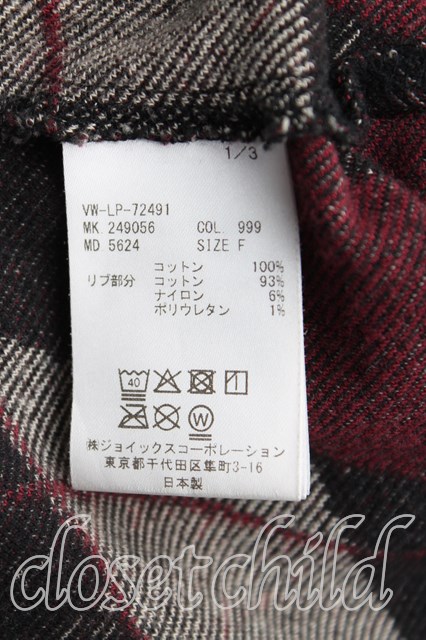 1/3
VW-LP-72491
MK 249056 COL. 999
MD 5624 SIZE F
コットン 100%
リブ部分 コットン 93%
ナイロン 6%
ポリウレタン 1%
40
W
㈱ジョイックスコーポレーション
東京都千代田区隼町3-16
日本製
closet child